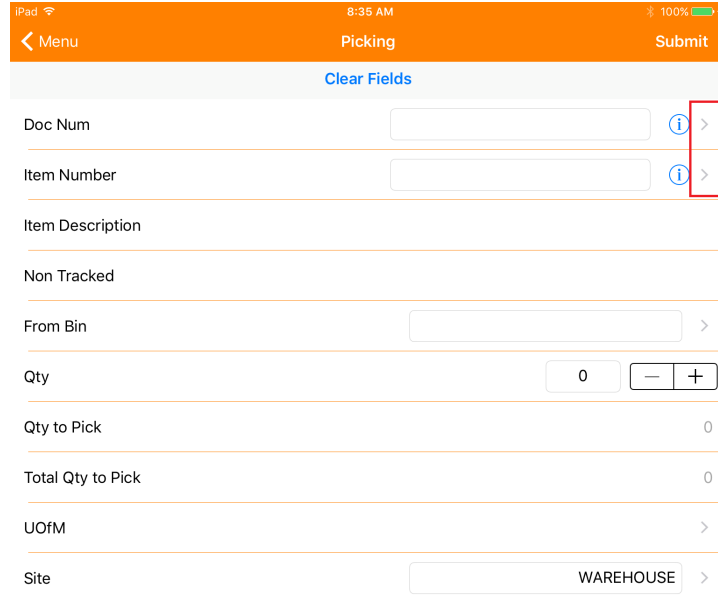 iPad 8:35 AM 100%
Menu Picking Submit
Clear Fields
Doc Num
Item Number
Item Description
Non Tracked
From Bin
Qty 0
Qty to Pick 0
Total Qty to Pick 0
UOfM
Site WAREHOUSE